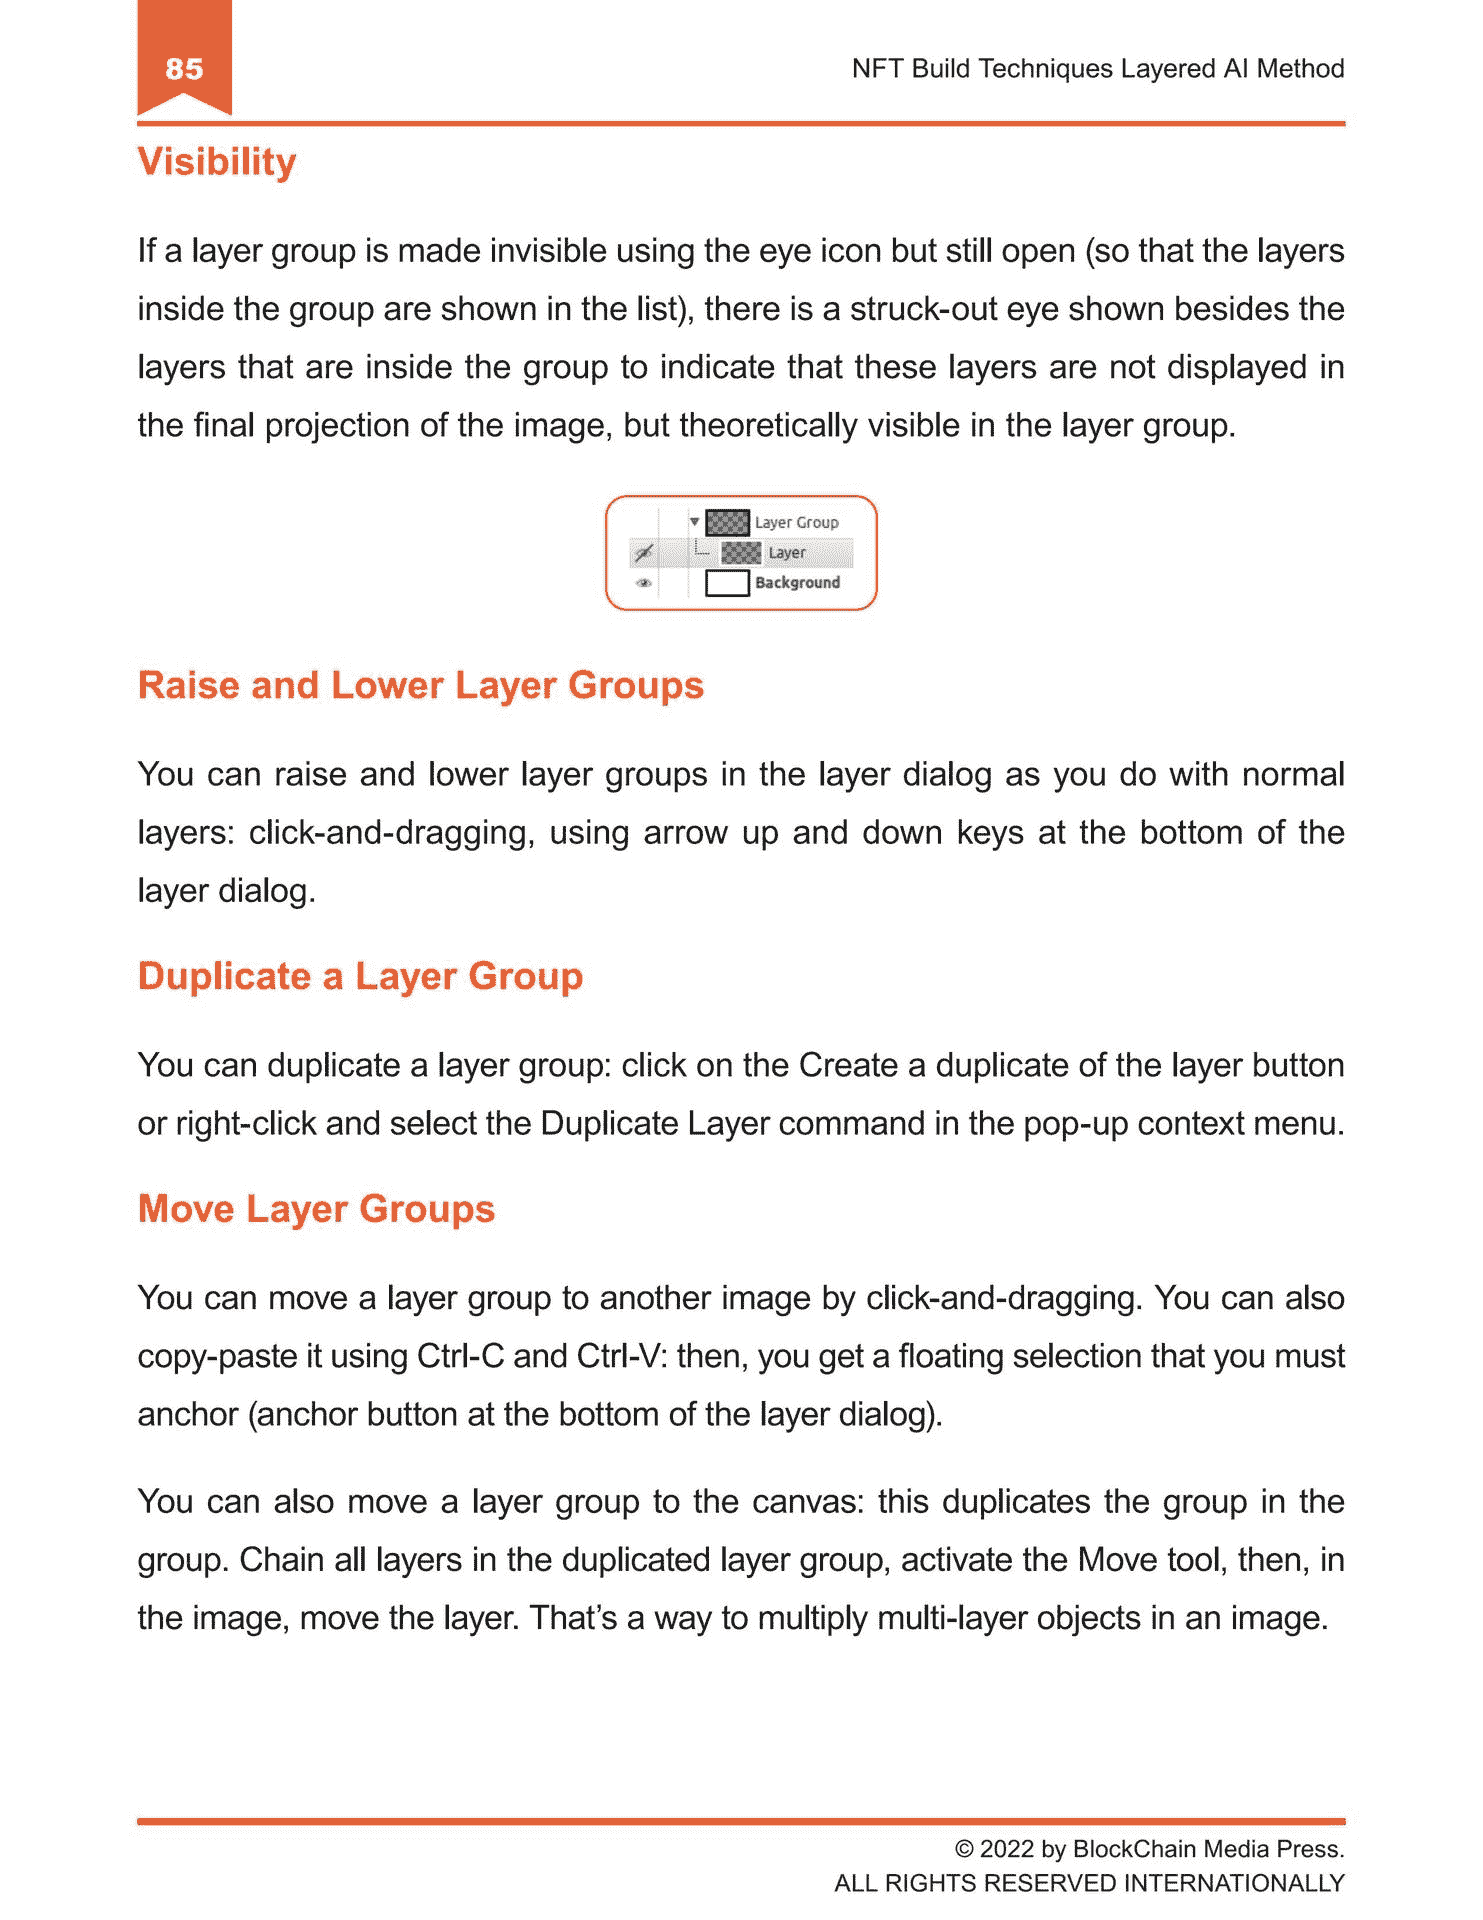 85
NFT Build Techniques Layered AI Method
Visibility
If a layer group is made invisible using the eye icon but still open (so that the layers
inside the group are shown in the list), there is a struck-out eye shown besides the
layers that are inside the group to indicate that these layers are not displayed in
the final projection of the image, but theoretically visible in the layer group.
Layer Group
Layer
Background
Raise and Lower Layer Groups
You can raise and lower layer groups in the layer dialog as you do with normal
layers: click-and-dragging, using arrow up and down keys at the bottom of the
layer dialog.
Duplicate a Layer Group
You can duplicate a layer group: click on the Create a duplicate of the layer button
or right-click and select the Duplicate Layer command in the pop-up context menu.
Move Layer Groups
You can move a layer group to another image by click-and-dragging. You can also
copy-paste it using Ctrl-C and Ctrl-V: then, you get a floating selection that you must
anchor (anchor button at the bottom of the layer dialog).
You can also move a layer group to the canvas: this duplicates the group in the
group. Chain all layers in the duplicated layer group, activate the Move tool, then, in
the image, move the layer. That’s a way to multiply multi-layer objects in an image.
© 2022 by BlockChain Media Press.
ALL RIGHTS RESERVED INTERNATIONALLY